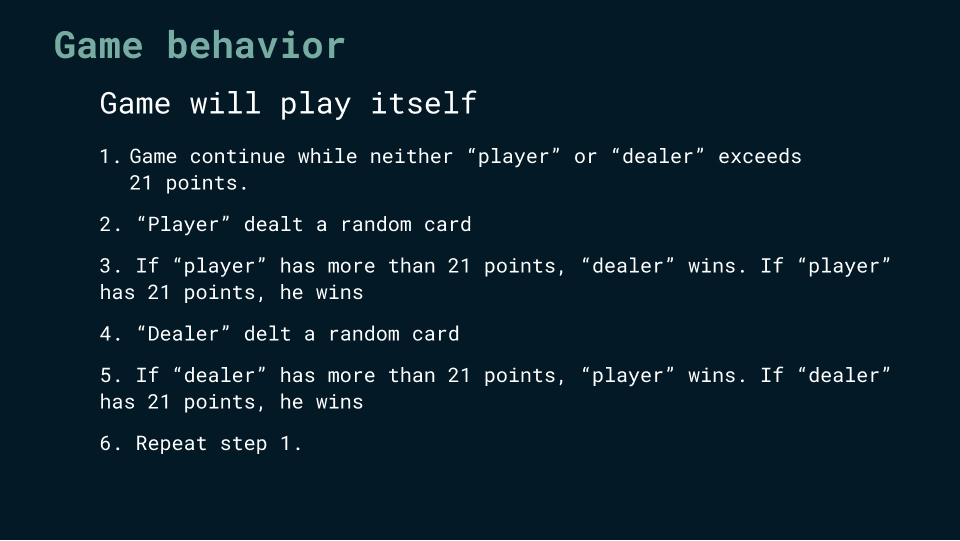 Game behavior
Game will play itself
1. Game continue while neither “player” or “dealer” exceeds
21 points.
2. “Player” dealt a random card
3. If “player” has more than 21 points, “dealer” wins. If “player”
has 21 points, he wins
4. “Dealer” delt a random card
5. If “dealer” has more than 21 points, “player” wins. If “dealer”
has 21 points, he wins
6. Repeat step 1.